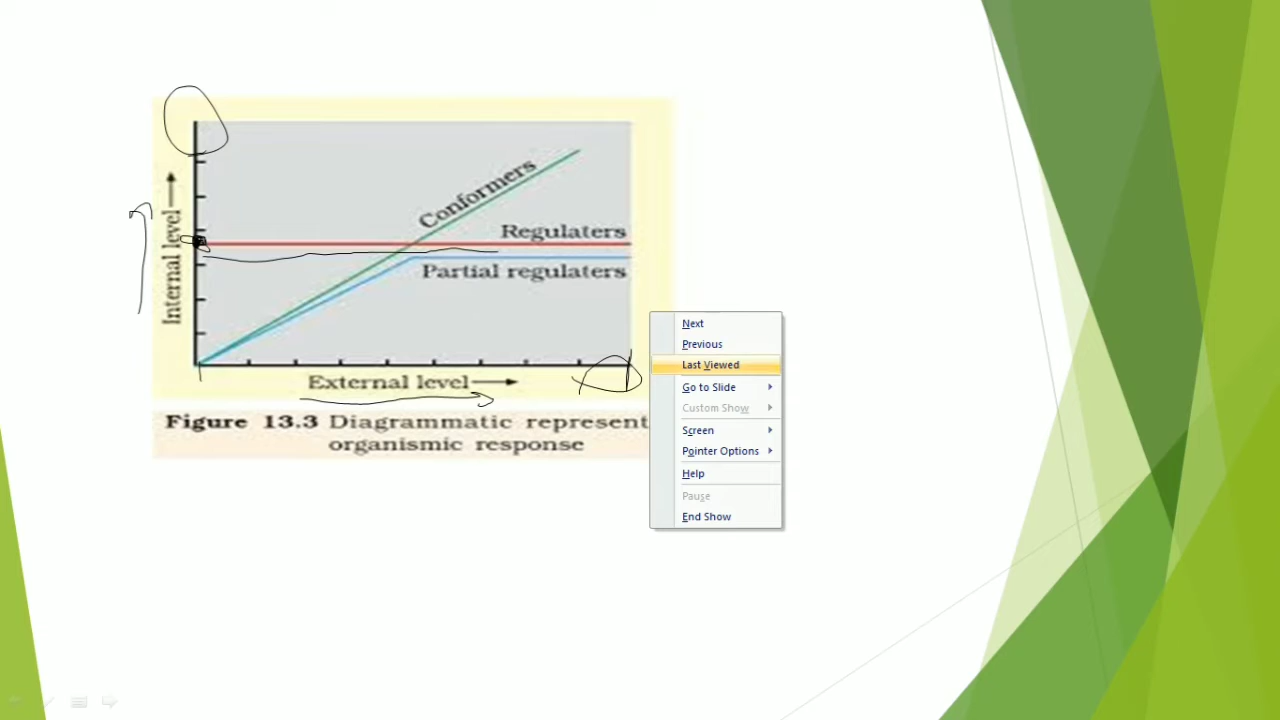 Internal level
Conformers
Regulaters
Partial regulaters
External level
Figure 13.3 Diagrammatic represent
organismic response
Next
Previous
Last Viewed
Go to Slide
Custom Show
Screen
Pointer Options
Help
Pause
End Show